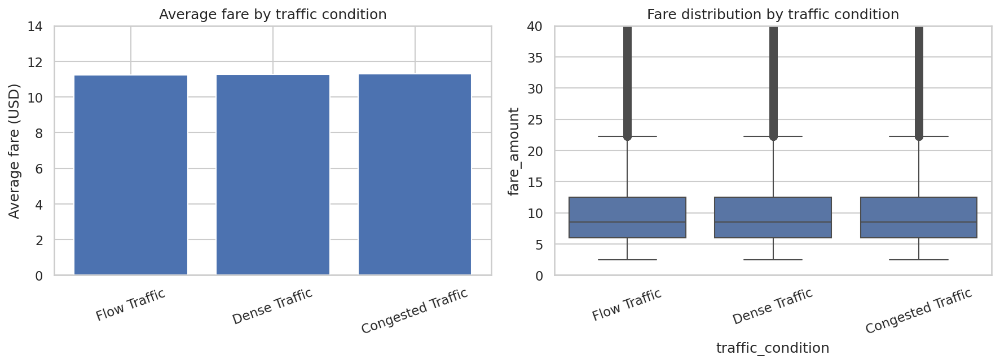 Average fare by traffic condition
Average fare (USD)
14
12
10
8
6
4
2
0
Flow Traffic
Dense Traffic
Congested Traffic
Fare distribution by traffic condition
fare_amount
40
35
30
25
20
15
10
5
0
Flow Traffic
Dense Traffic
Congested Traffic
traffic_condition